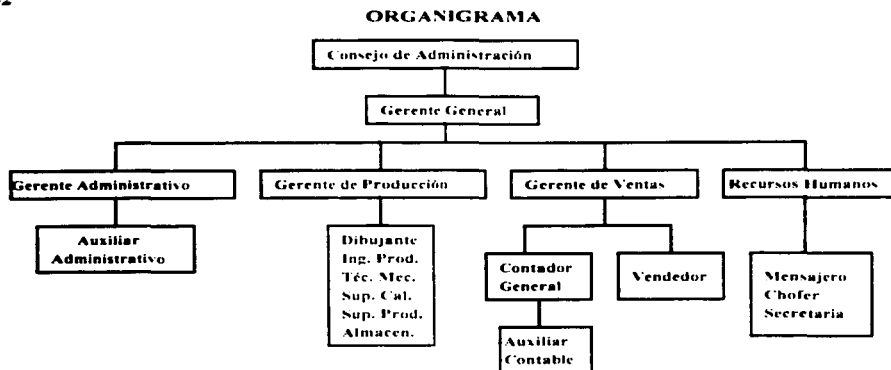 ORGANIGRAMA
Consejo de Administración
Gerente General
Gerente Administrativo
Gerente de Producción
Gerente de Ventas
Recursos Humanos
Auxiliar
Administrativo
Dibujante
Ing. Prod.
Téc. Mec.
Sup. Cal.
Sup. Prod.
Almacen.
Contador
General
Vendedor
Mensajero
Chofer
Secretaria
Auxiliar
Contable